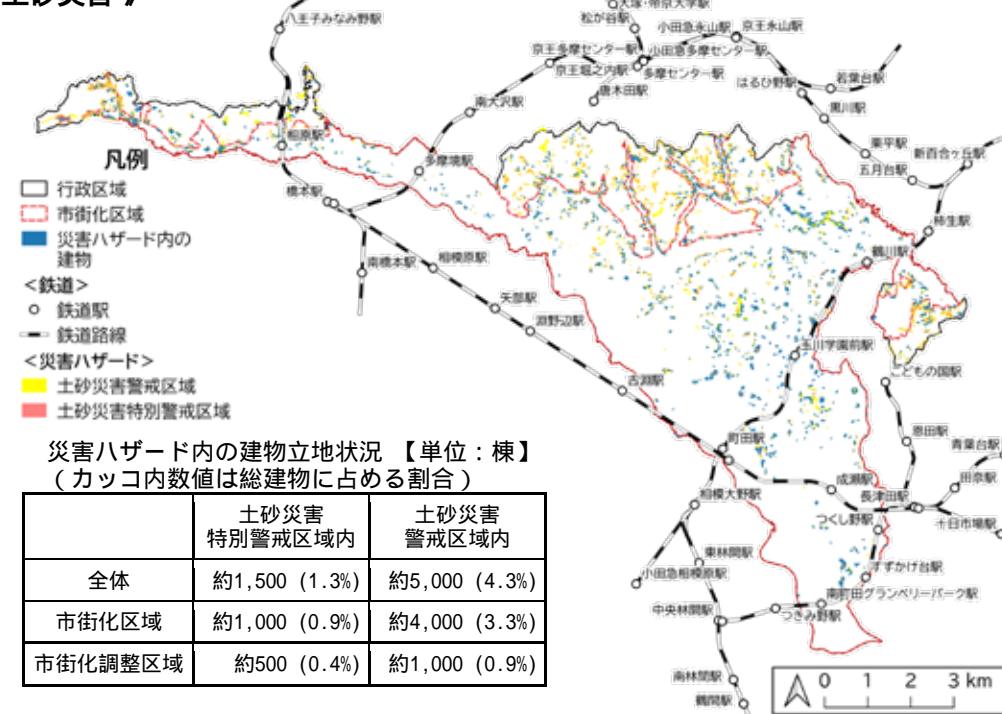 土砂災害
八王子みなみ野駅
大塚・帝京大学駅
松が谷駅
小田急永山駅
京王永山駅
京王多摩センター駅
小田急多摩センター駅
京王堀之内駅
多摩センター駅
はるひ野駅
若葉台駅
唐木田駅
南大沢駅
黒川駅
相原駅
栗平駅
新百合ヶ丘駅
多摩境駅
五月台駅
橋本駅
柿生駅
鶴川駅
南橋本駅
相模原駅
矢部駅
淵野辺駅
玉川学園前駅
古淵駅
こどもの国駅
町田駅
恩田駅
青葉台駅
成瀬駅
長津田駅
田奈駅
相模大野駅
つくし野駅
十日市場駅
東林間駅
小田急相模原駅
すずかけ台駅
南町田グランベリーパーク駅
中央林間駅
つきみ野駅
南林間駅
鶴間駅
凡例
行政区域
市街化区域
災害ハザード内の
建物
<鉄道>
鉄道駅
鉄道路線
<災害ハザード>
土砂災害警戒区域
土砂災害特別警戒区域
災害ハザード内の建物立地状況 【単位：棟】
（カッコ内数値は総建物に占める割合）
土砂災害
特別警戒区域内
土砂災害
警戒区域内
全体 約1,500 (1.3%) 約5,000 (4.3%)
市街化区域 約1,000 (0.9%) 約4,000 (3.3%)
市街化調整区域 約500 (0.4%) 約1,000 (0.9%)
0 1 2 3 km